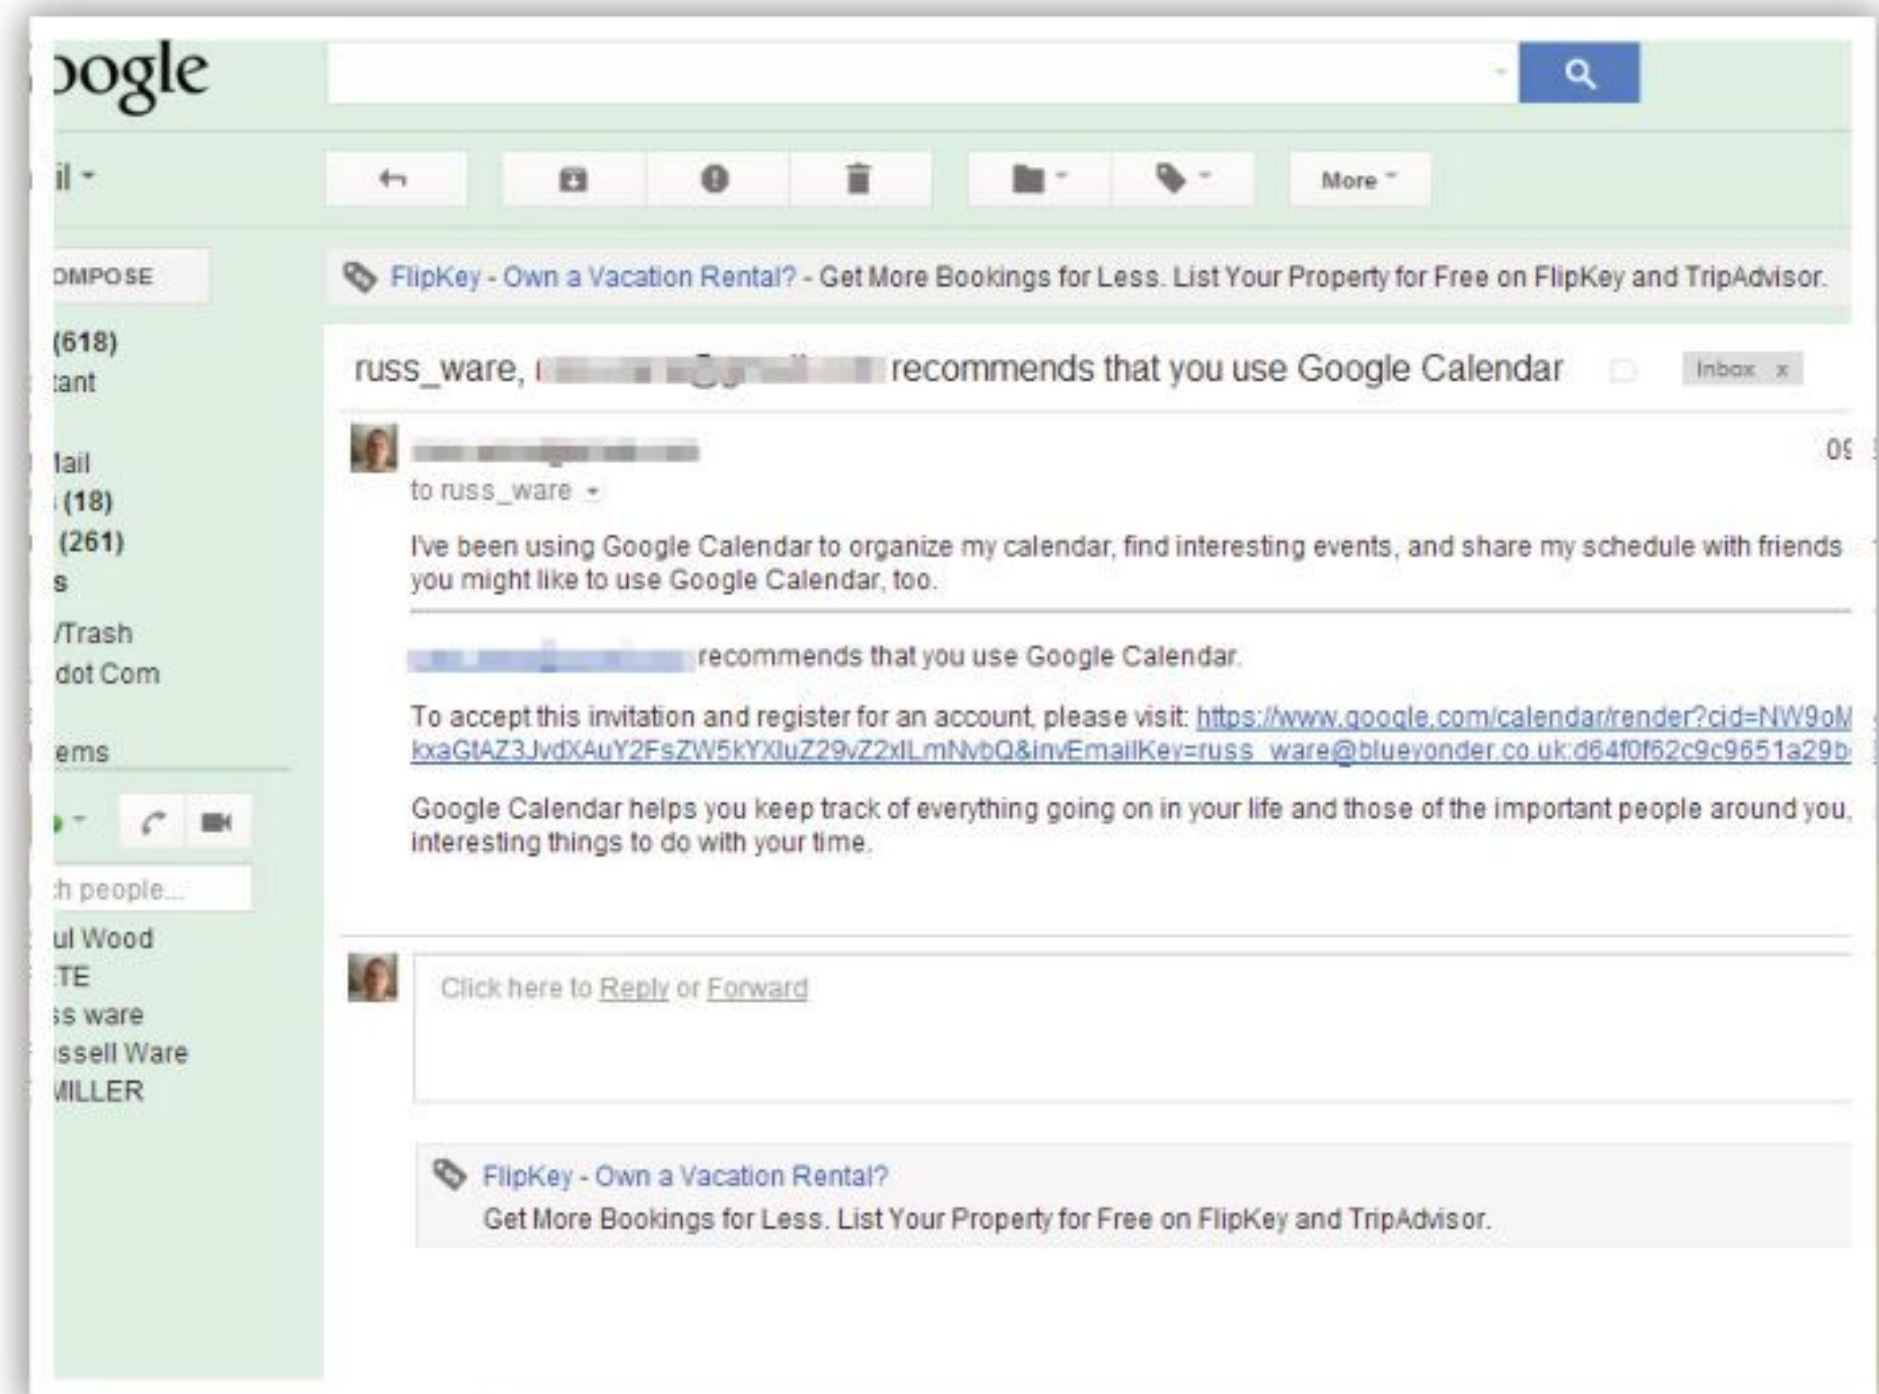 oogle
il
More
OMPOSE
FlipKey - Own a Vacation Rental? - Get More Bookings for Less. List Your Property for Free on FlipKey and TripAdvisor.
(618)
tant
Mail
(18)
(261)
s
/Trash
dot Com
ems
ch people...
ul Wood
ETE
ss ware
ussell Ware
MILLER
russ_ware, recommends that you use Google Calendar
Inbox x
09
to russ_ware
I've been using Google Calendar to organize my calendar, find interesting events, and share my schedule with friends
you might like to use Google Calendar, too.
recommends that you use Google Calendar.
To accept this invitation and register for an account, please visit: https://www.google.com/calendar/render?cid=NW9oM
kxaGtAZ3JvdXAuY2FsZW5kYXIuZ29vZ2xlLmNvbQ&invEmailKey=russ_ware@blueyonder.co.uk:d64f0f62c9c9651a29b
Google Calendar helps you keep track of everything going on in your life and those of the important people around you,
interesting things to do with your time.
Click here to Reply or Forward
FlipKey - Own a Vacation Rental?
Get More Bookings for Less. List Your Property for Free on FlipKey and TripAdvisor.